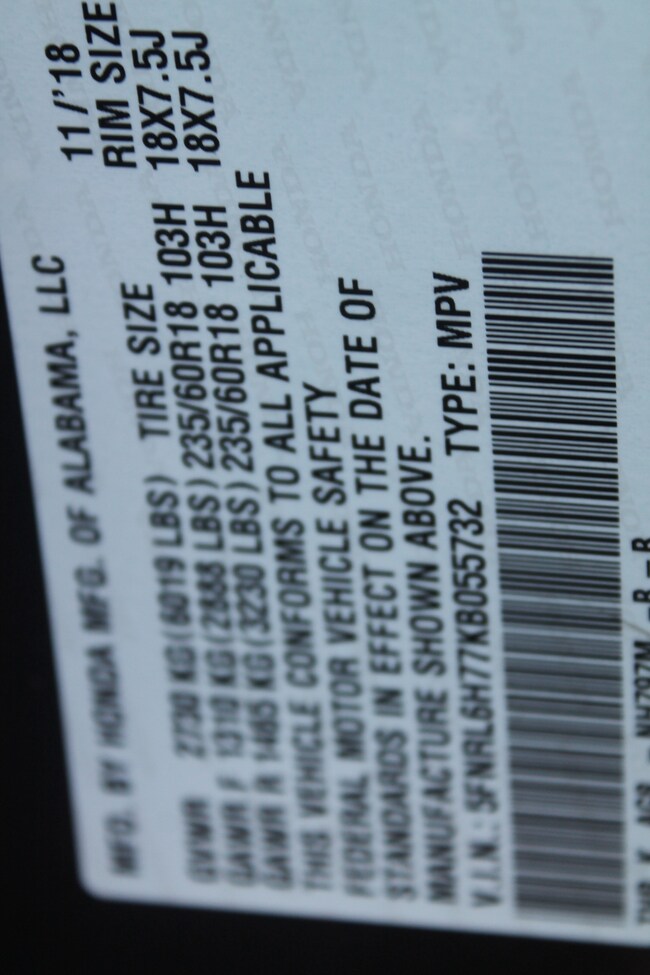 MFG. BY HONDA MFG. OF ALABAMA, LLC 11/'18
TIRE SIZE RIM SIZE
GVWR 2730 KG(6019 LBS)
GAWR F 1310 KG(2888 LBS) 235/60R18 103H 18X7.5J
GAWR R 1465 KG(3230 LBS) 235/60R18 103H 18X7.5J
THIS VEHICLE CONFORMS TO ALL APPLICABLE
FEDERAL MOTOR VEHICLE SAFETY
STANDARDS IN EFFECT ON THE DATE OF
MANUFACTURE SHOWN ABOVE.
V.I.N.: 5FNRL6H77KB055732 TYPE: MPV